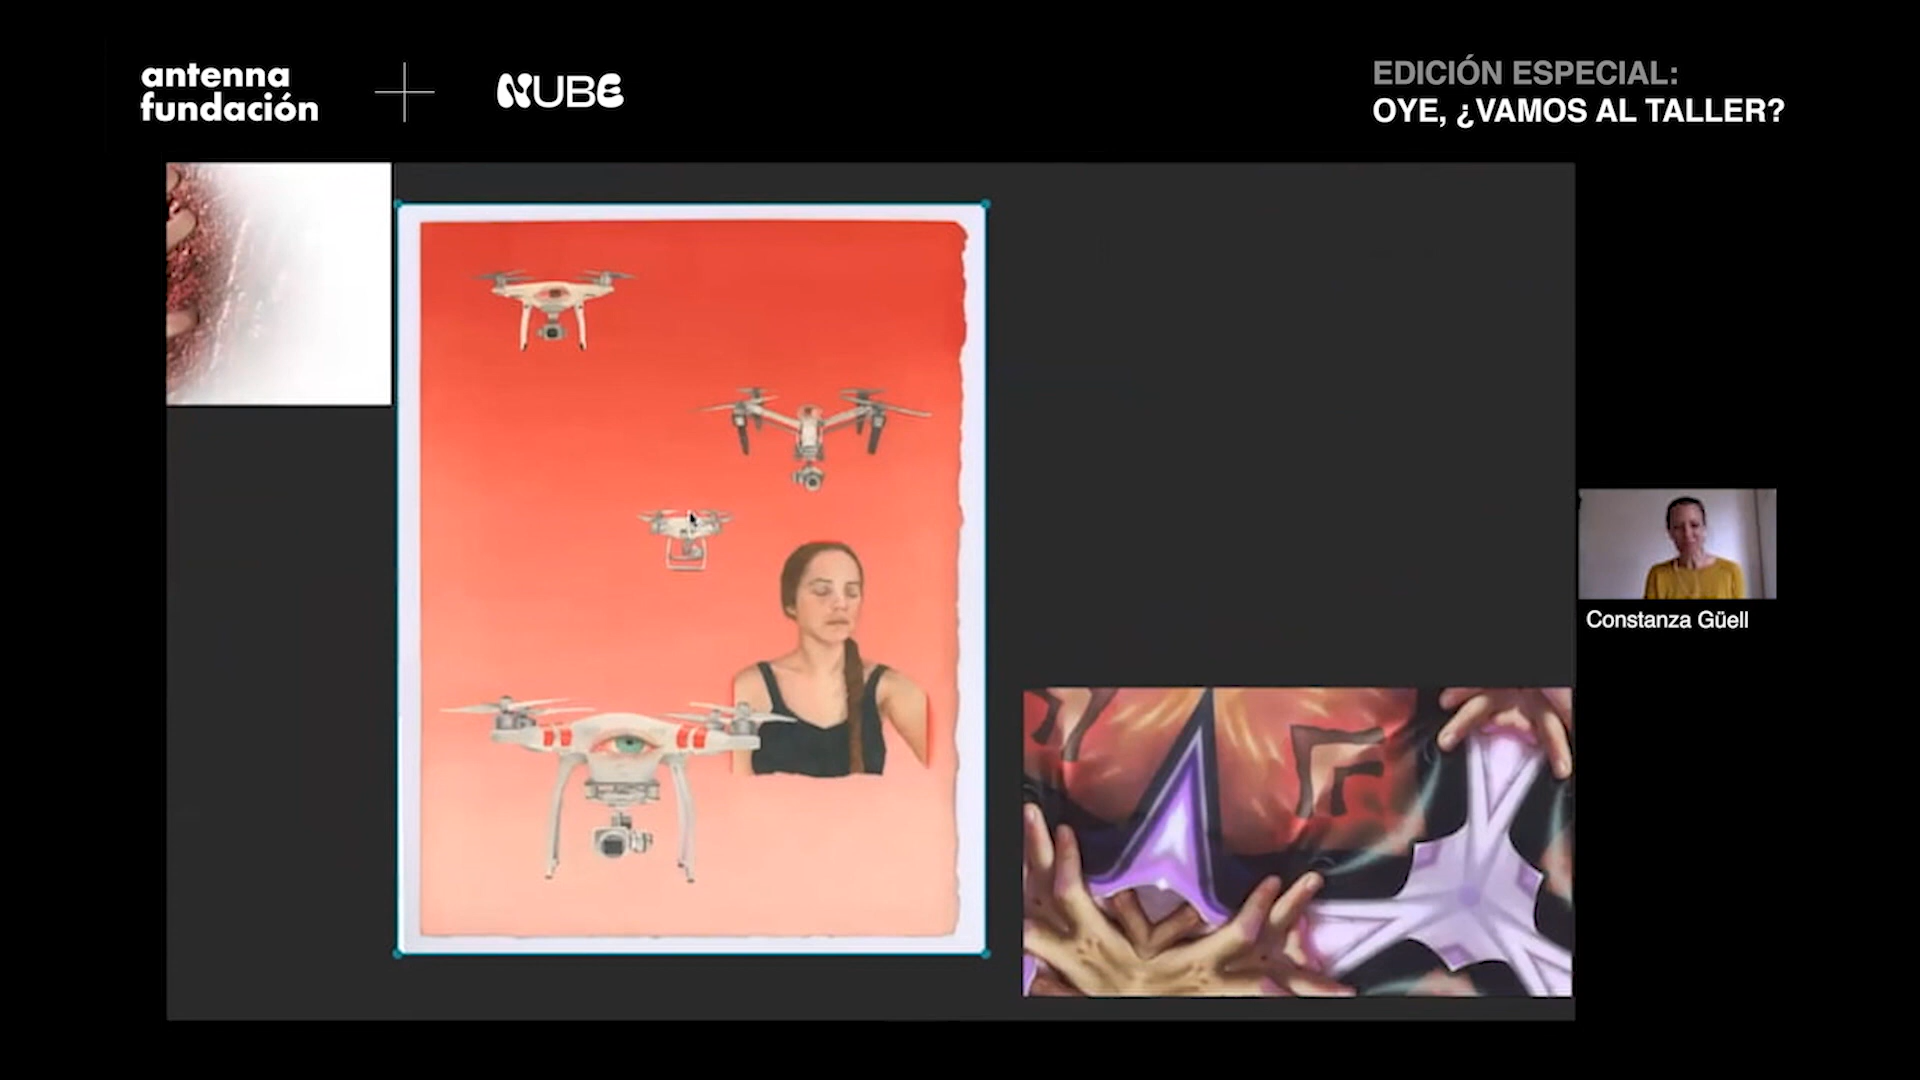 antenna
fundación
NUBE
EDICIÓN ESPECIAL:
OYE, ¿VAMOS AL TALLER?
Constanza Güell